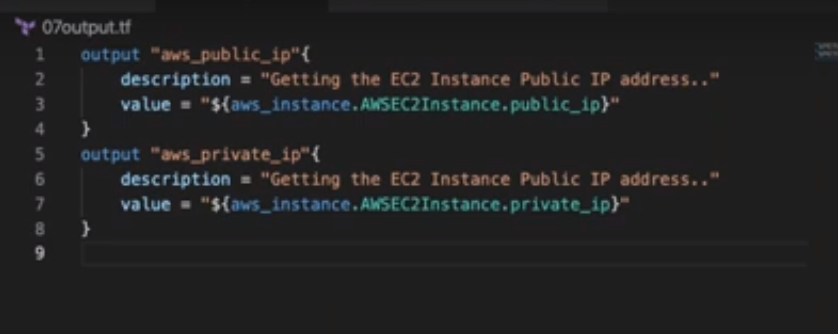 07output.tf
1 output "aws_public_ip"{
2 description = "Getting the EC2 Instance Public IP address.."
3 value = "${aws_instance.AWSEC2Instance.public_ip}"
4 }
5 output "aws_private_ip"{
6 description = "Getting the EC2 Instance Public IP address.."
7 value = "${aws_instance.AWSEC2Instance.private_ip}"
8 }
9